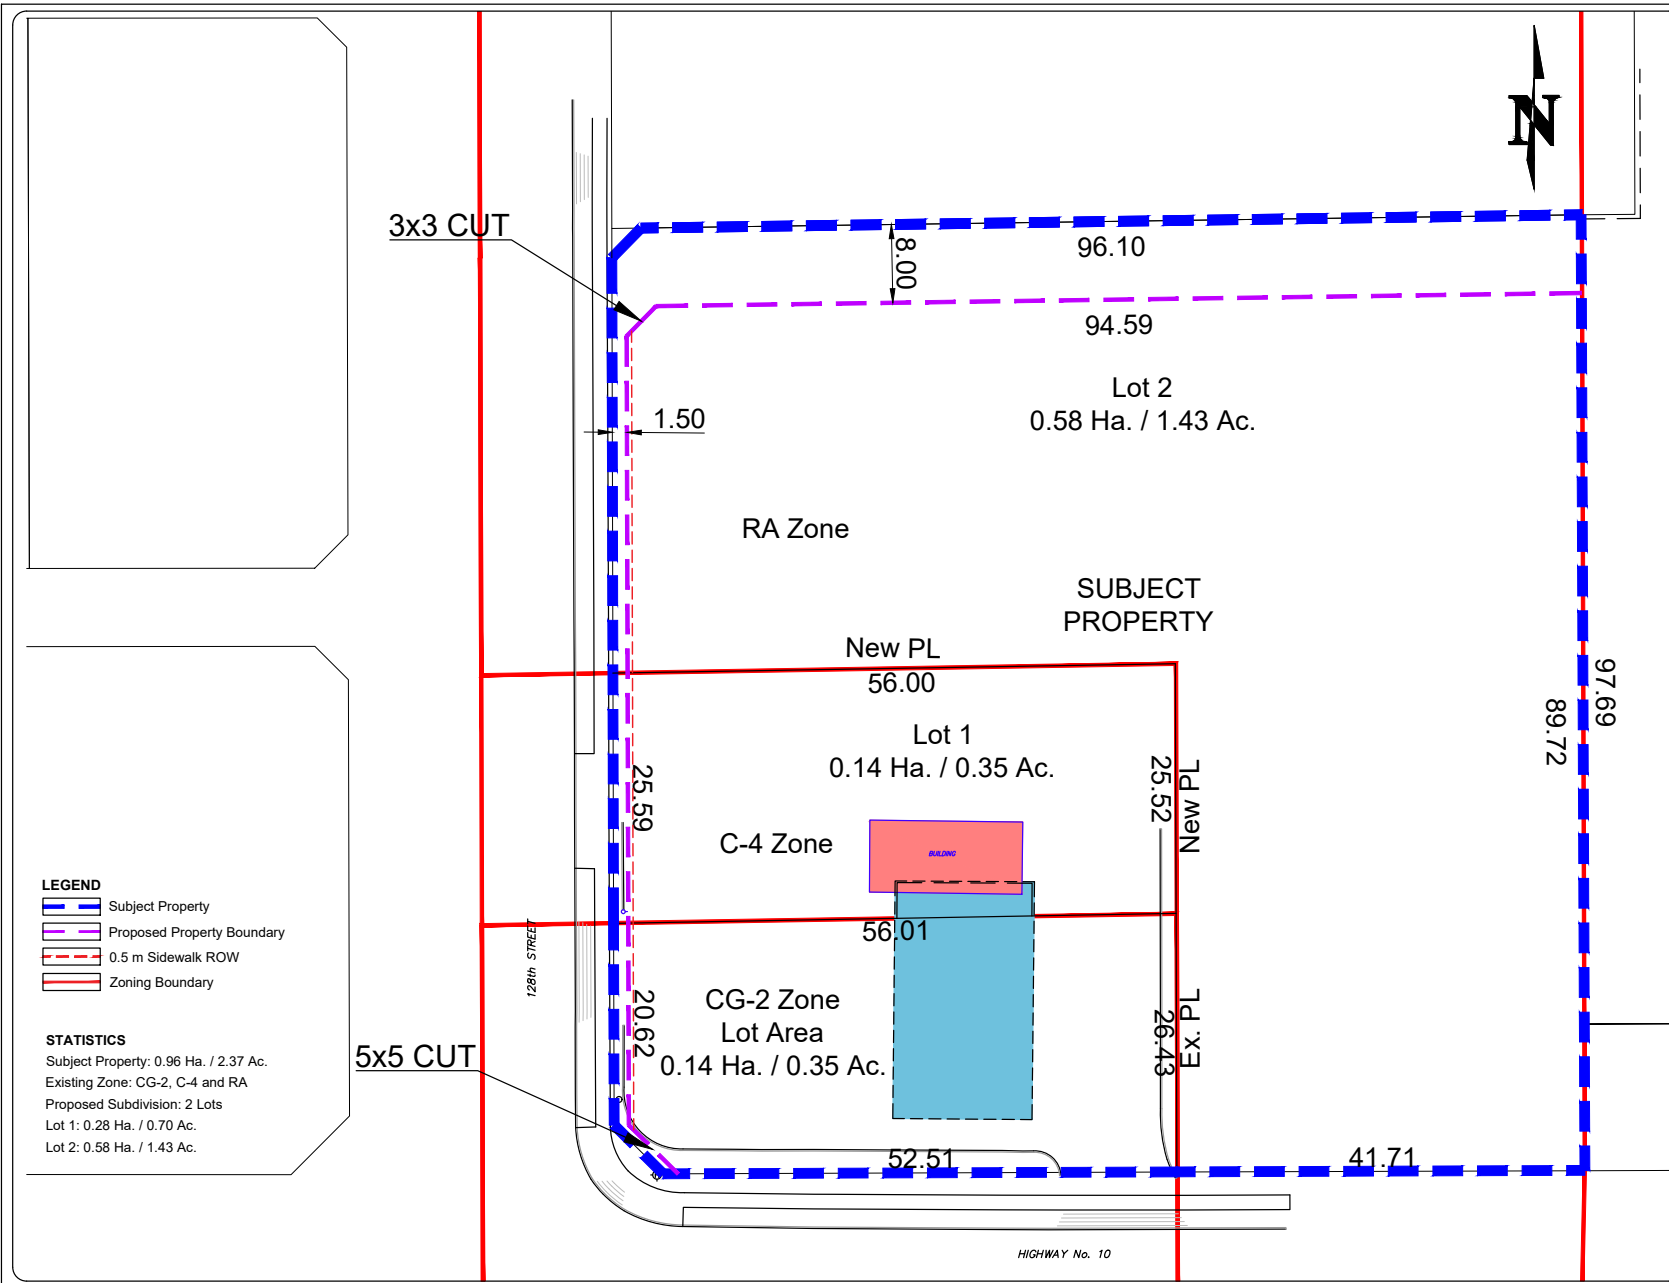 N
3x3 CUT
96.10
8.00
94.59
Lot 2
0.58 Ha. / 1.43 Ac.
1.50
RA Zone
SUBJECT
PROPERTY
New PL
56.00
97.69
89.72
Lot 1
0.14 Ha. / 0.35 Ac.
25.59
25.52
New PL
C-4 Zone
BUILDING
56.01
LEGEND
Subject Property
Proposed Property Boundary
0.5 m Sidewalk ROW
Zoning Boundary
128th STREET
20.62
CG-2 Zone
Lot Area
0.14 Ha. / 0.35 Ac.
26.43
Ex. PL
5x5 CUT
STATISTICS
Subject Property: 0.96 Ha. / 2.37 Ac.
Existing Zone: CG-2, C-4 and RA
Proposed Subdivision: 2 Lots
Lot 1: 0.28 Ha. / 0.70 Ac.
Lot 2: 0.58 Ha. / 1.43 Ac.
52.51
41.71
HIGHWAY No. 10